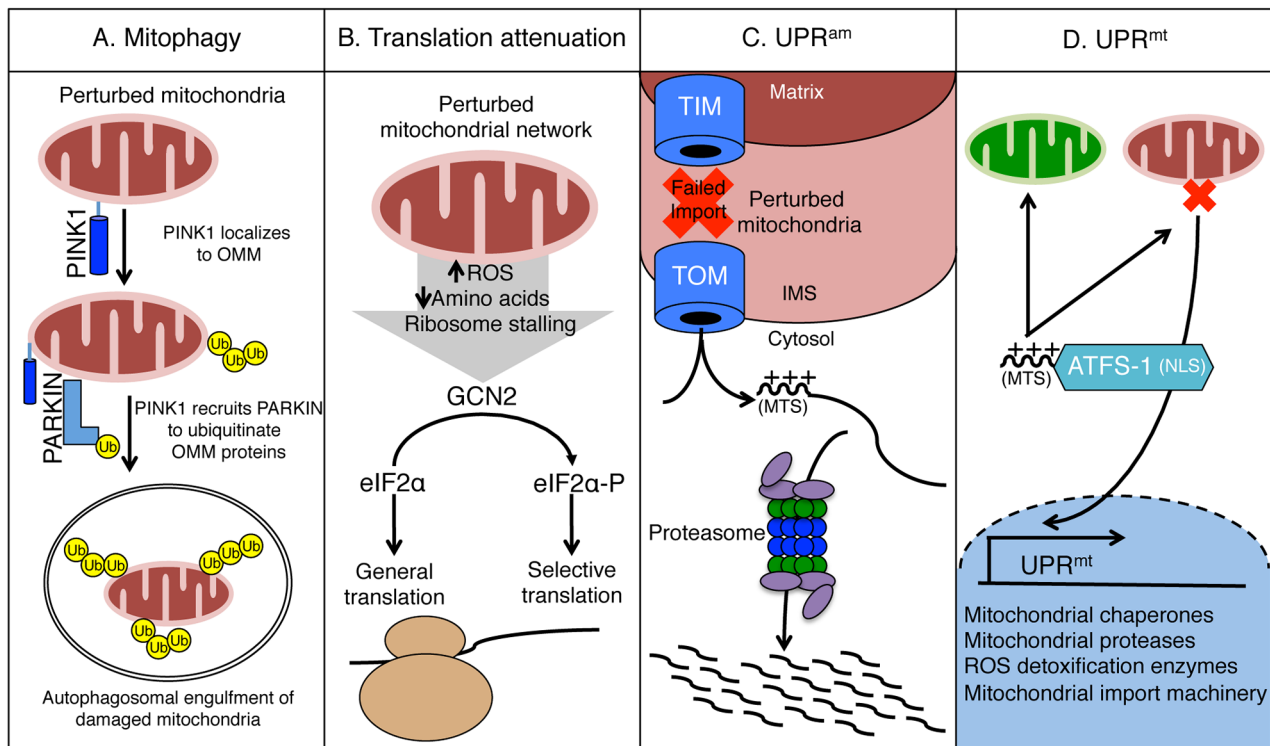 A. Mitophagy
Perturbed mitochondria
PINK1
PINK1 localizes
to OMM
Ub
Ub
Ub
PARKIN
Ub
PINK1 recruits PARKIN
to ubiquitinate
OMM proteins
Ub
Ub
Ub
Ub
Ub
Ub
Ub
Ub
Ub
Autophagosomal engulfment of
damaged mitochondria
B. Translation attenuation
Perturbed
mitochondrial network
ROS
Amino acids
Ribosome stalling
GCN2
eIF2α
eIF2α-P
General
translation
Selective
translation
C. UPRᵃᵐ
Matrix
TIM
Failed
Import
Perturbed
mitochondria
TOM
IMS
Cytosol
+++
(MTS)
Proteasome
D. UPRᵐᵗ
+++
(MTS)
ATFS-1 (NLS)
UPRᵐᵗ
Mitochondrial chaperones
Mitochondrial proteases
ROS detoxification enzymes
Mitochondrial import machinery